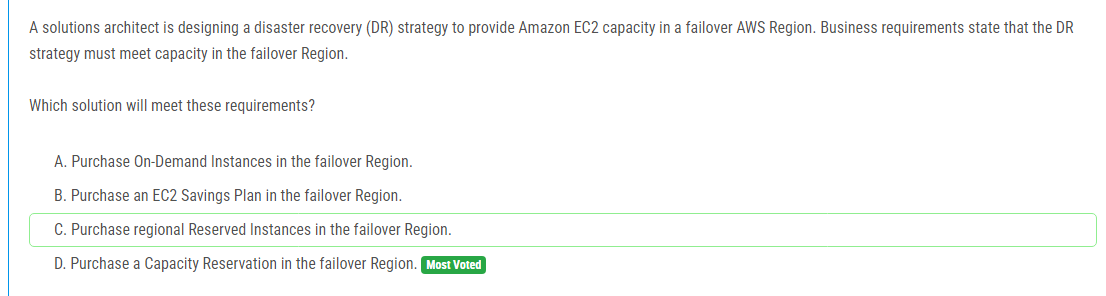 A solutions architect is designing a disaster recovery (DR) strategy to provide Amazon EC2 capacity in a failover AWS Region. Business requirements state that the DR
strategy must meet capacity in the failover Region.
Which solution will meet these requirements?
A. Purchase On-Demand Instances in the failover Region.
B. Purchase an EC2 Savings Plan in the failover Region.
C. Purchase regional Reserved Instances in the failover Region.
D. Purchase a Capacity Reservation in the failover Region. Most Voted